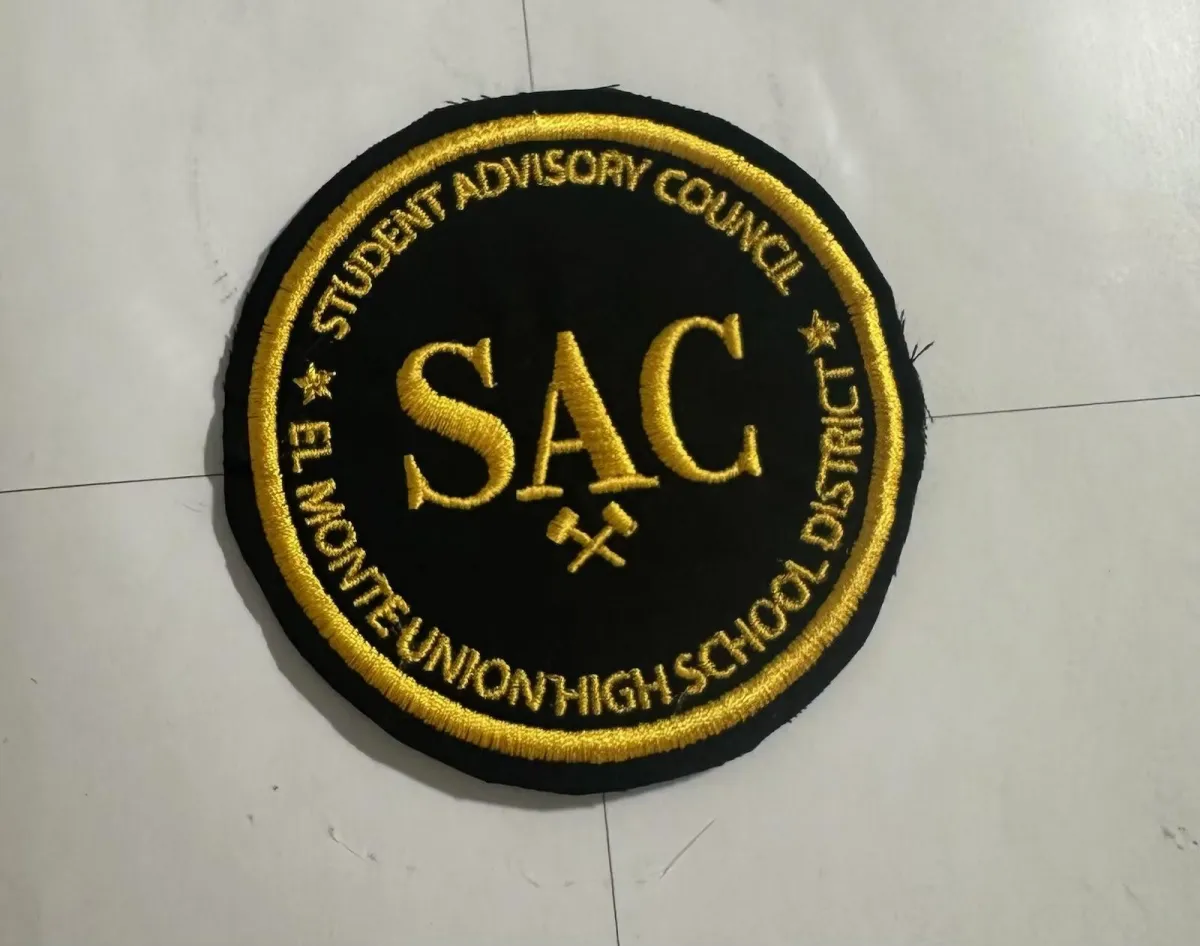 STUDENT ADVISORY COUNCIL
SAC
EL MONTE UNION HIGH SCHOOL DISTRICT